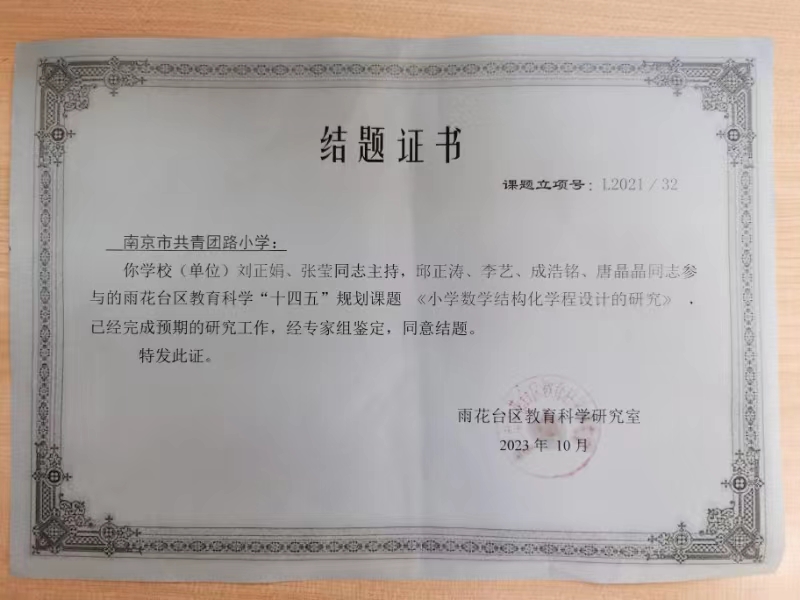 结题证书
课题立项号：L2021／32
南京市共青团路小学：
你学校（单位）刘正娟、张莹同志主持，邱正涛、李艺、成浩铭、唐晶晶同志参
与的雨花台区教育科学“十四五”规划课题 《小学数学结构化学程设计的研究》 ，
已经完成预期的研究工作，经专家组鉴定，同意结题。
特发此证。
雨花台区教育科学研究室
2023 年 10 月